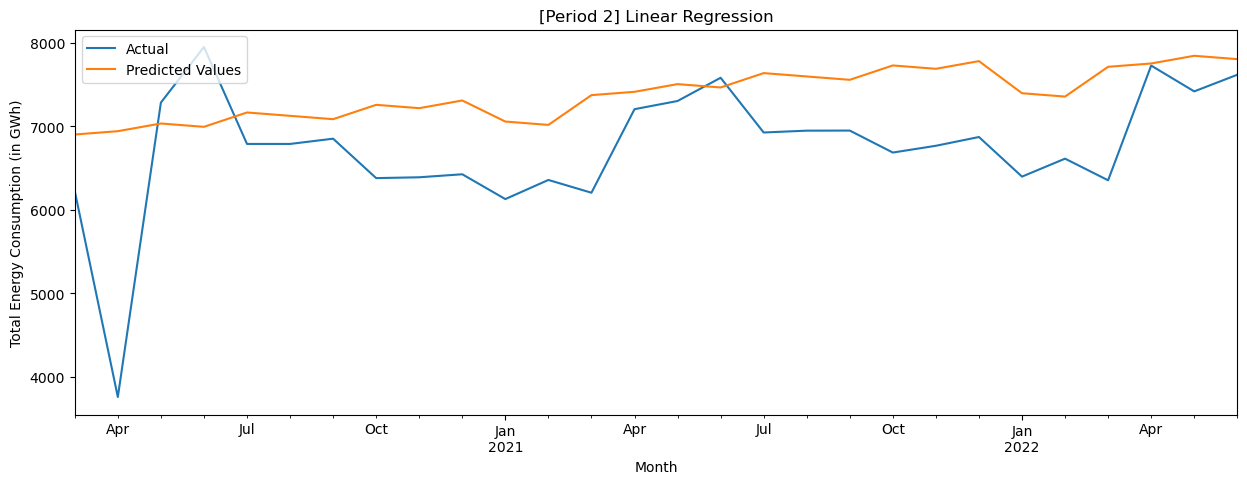 [Period 2] Linear Regression
Actual
Predicted Values
Total Energy Consumption (in GWh)
8000
7000
6000
5000
4000
Apr
Jul
Oct
Jan
2021
Apr
Jul
Oct
Jan
2022
Apr
Month